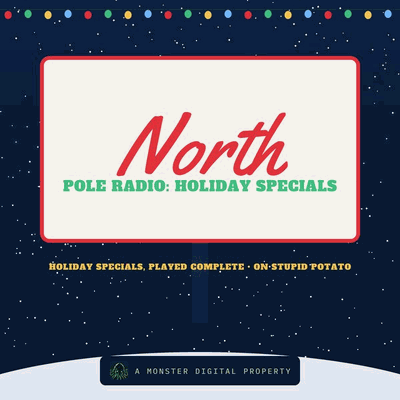 North
POLE RADIO: HOLIDAY SPECIALS
HOLIDAY SPECIALS, PLAYED COMPLETE • ON STUPID POTATO
A MONSTER DIGITAL PROPERTY